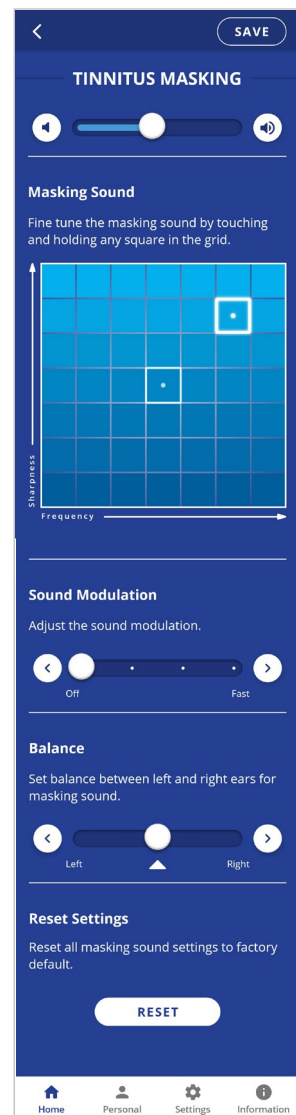 SAVE
TINNITUS MASKING
Masking Sound
Fine tune the masking sound by touching
and holding any square in the grid.
Sharpness
Frequency
Sound Modulation
Adjust the sound modulation.
Off Fast
Balance
Set balance between left and right ears for
masking sound.
Left Right
Reset Settings
Reset all masking sound settings to factory
default.
RESET
Home Personal Settings Information